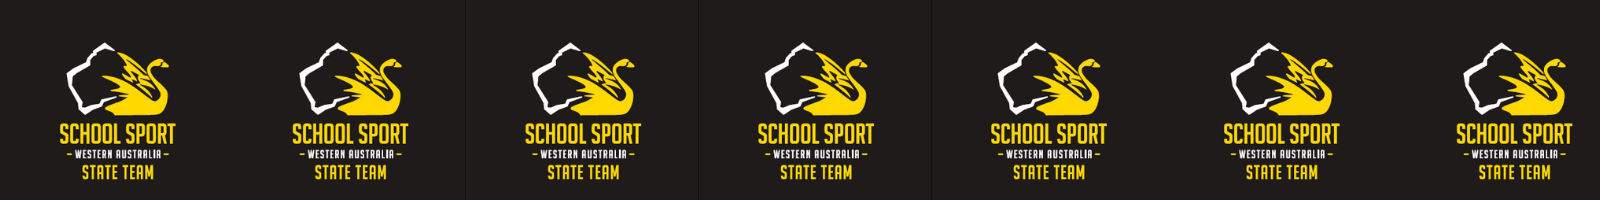 SCHOOL SPORT SCHOOL SPORT SCHOOL SPORT SCHOOL SPORT SCHOOL SPORT SCHOOL SPORT SCHOOL SPORT
– WESTERN AUSTRALIA – – WESTERN AUSTRALIA – – WESTERN AUSTRALIA – – WESTERN AUSTRALIA – – WESTERN AUSTRALIA – – WESTERN AUSTRALIA – – WESTERN AUSTRALIA –
STATE TEAM STATE TEAM STATE TEAM STATE TEAM STATE TEAM STATE TEAM STATE TEAM